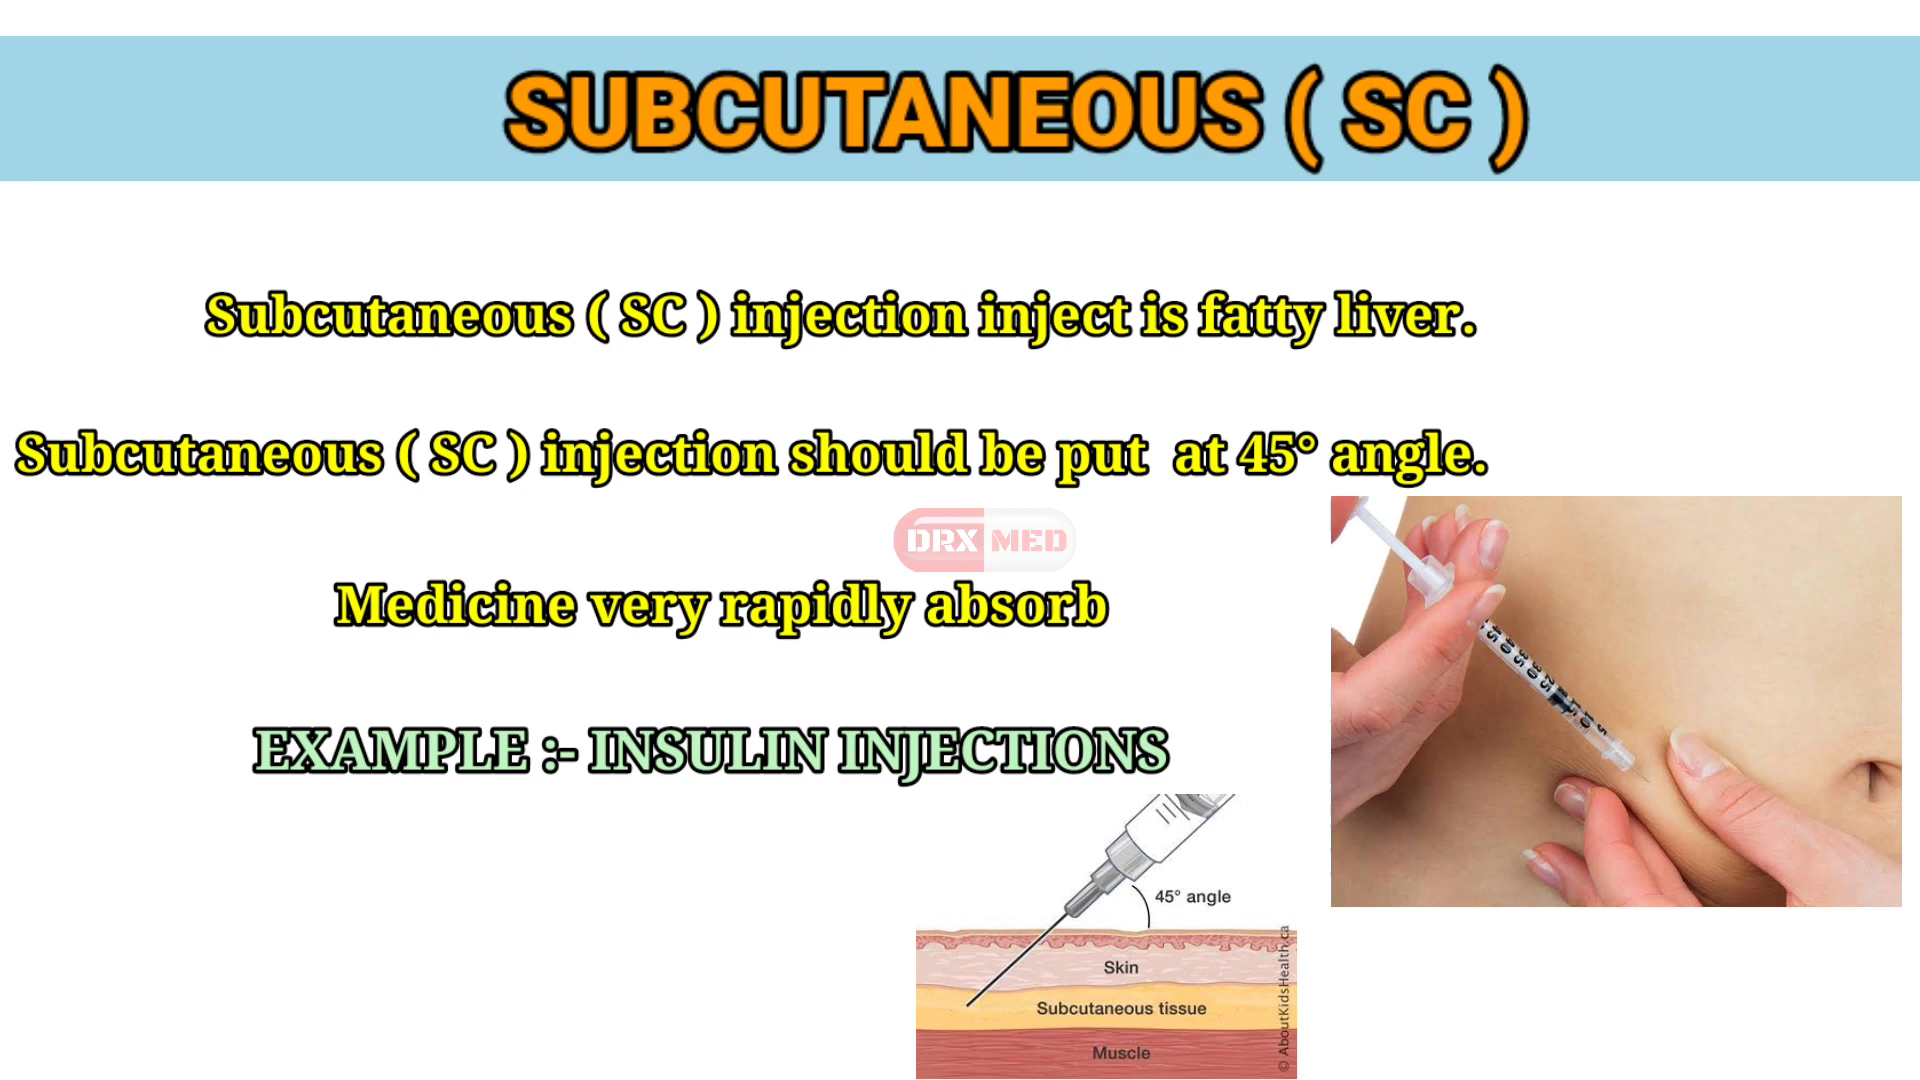 SUBCUTANEOUS ( SC )
Subcutaneous ( SC ) injection inject is fatty liver.
Subcutaneous ( SC ) injection should be put at 45° angle.
DRX MED
Medicine very rapidly absorb
EXAMPLE :- INSULIN INJECTIONS
45° angle
Skin
Subcutaneous tissue
Muscle
© AboutKidsHealth.ca